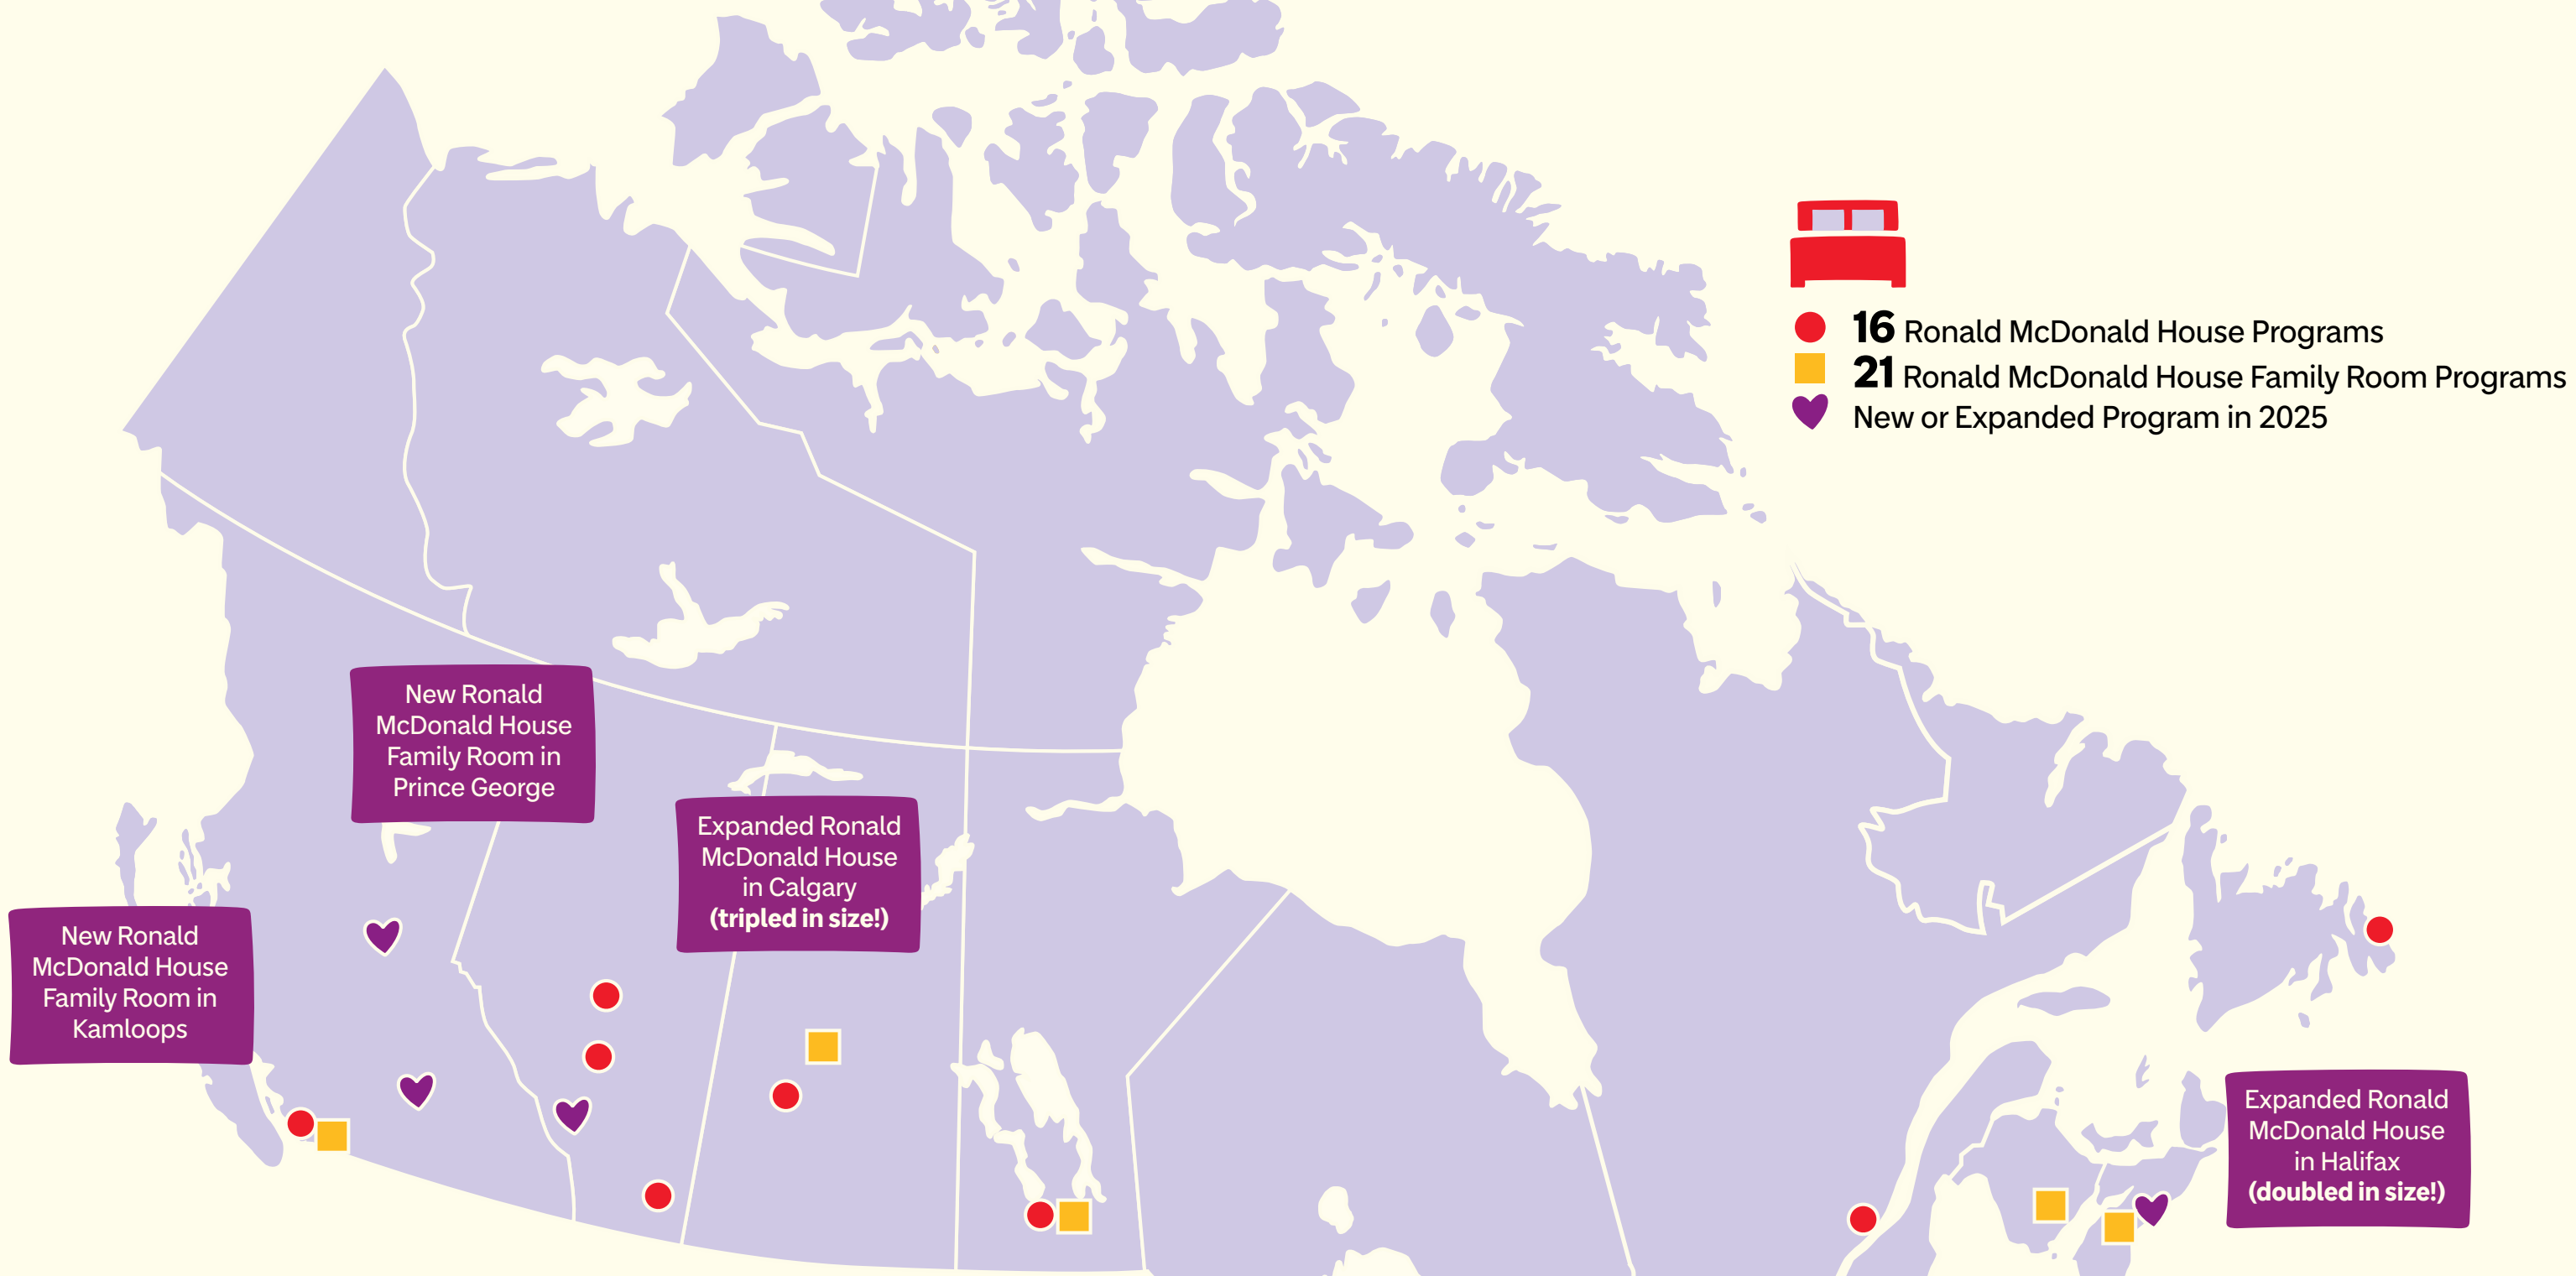 16 Ronald McDonald House Programs
21 Ronald McDonald House Family Room Programs
New or Expanded Program in 2025
New Ronald
McDonald House
Family Room in
Prince George
Expanded Ronald
McDonald House
in Calgary
(tripled in size!)
New Ronald
McDonald House
Family Room in
Kamloops
Expanded Ronald
McDonald House
in Halifax
(doubled in size!)